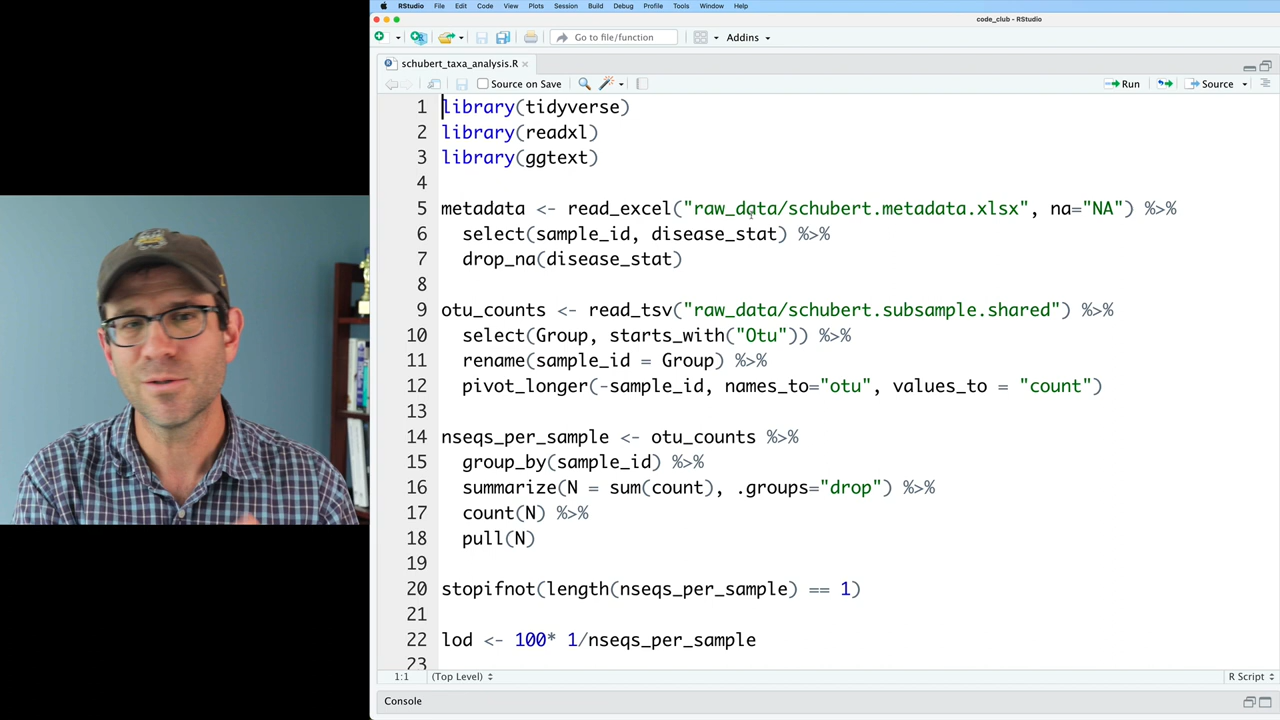 RStudio File Edit Code View Plots Session Build Debug Profile Tools Window Help
code_club - RStudio
Go to file/function Addins
schubert_taxa_analysis.R
Source on Save Run Source
1 library(tidyverse)
2 library(readxl)
3 library(ggtext)
4
5 metadata <- read_excel("raw_data/schubert.metadata.xlsx", na="NA") %>%
6 select(sample_id, disease_stat) %>%
7 drop_na(disease_stat)
8
9 otu_counts <- read_tsv("raw_data/schubert.subsample.shared") %>%
10 select(Group, starts_with("Otu")) %>%
11 rename(sample_id = Group) %>%
12 pivot_longer(-sample_id, names_to="otu", values_to = "count")
13
14 nseqs_per_sample <- otu_counts %>%
15 group_by(sample_id) %>%
16 summarize(N = sum(count), .groups="drop") %>%
17 count(N) %>%
18 pull(N)
19
20 stopifnot(length(nseqs_per_sample) == 1)
21
22 lod <- 100* 1/nseqs_per_sample
23
1:1 (Top Level) R Script
Console